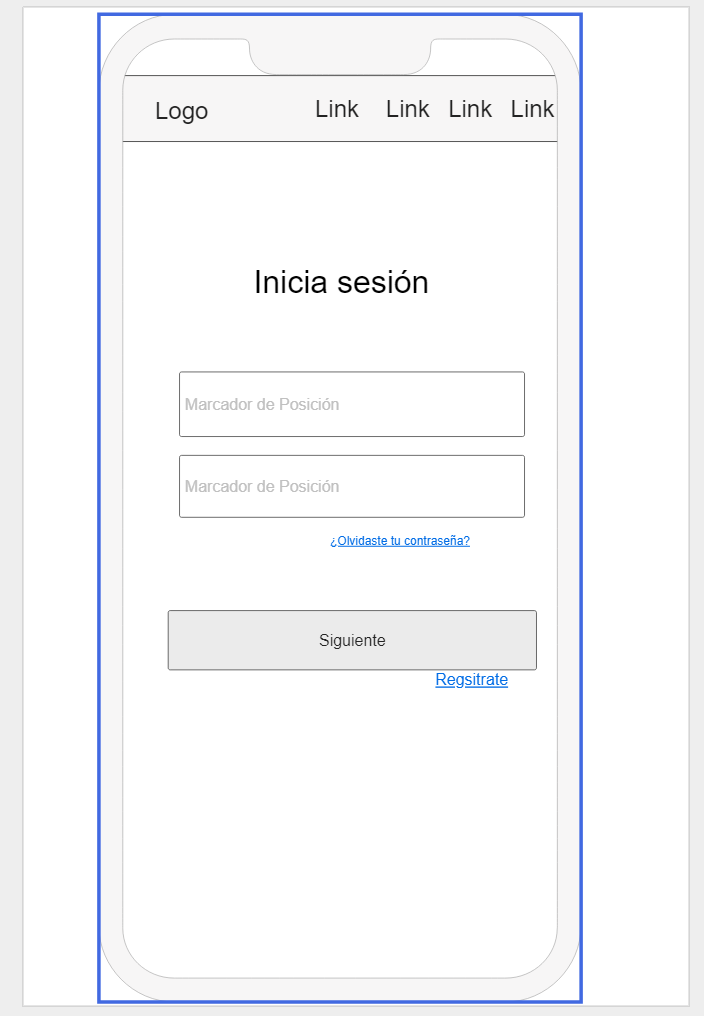 Logo Link Link Link Link
Inicia sesión
Marcador de Posición
Marcador de Posición
¿Olvidaste tu contraseña?
Siguiente
Regsitrate